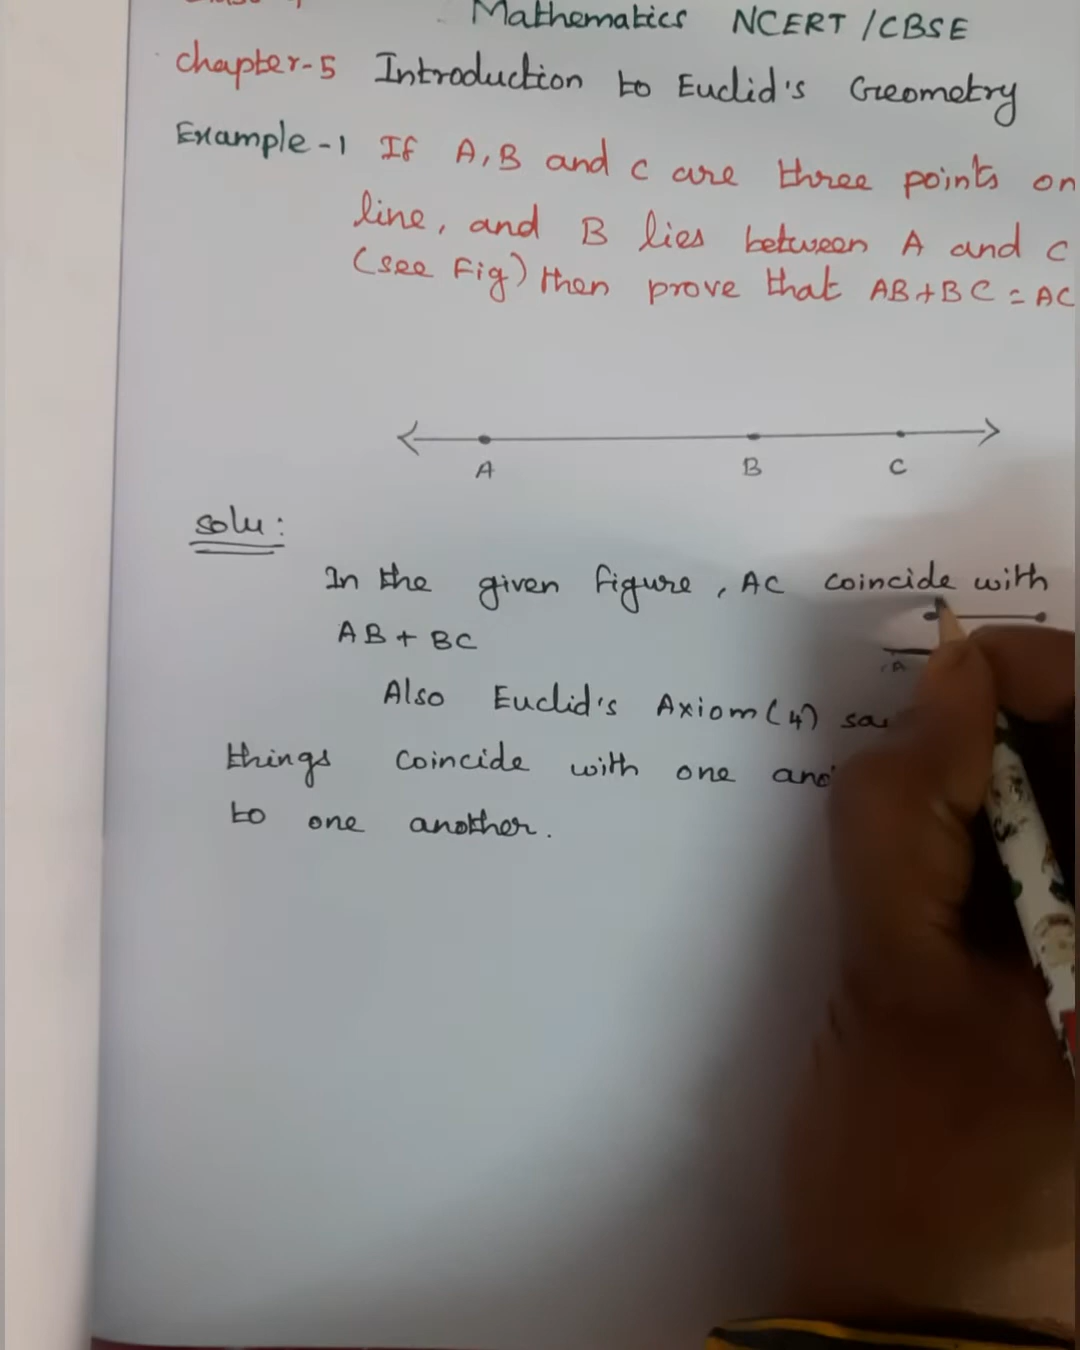 Mathematics NCERT / CBSE
Chapter-5 Introduction to Euclid's Geometry
Example-1 If A, B and C are three points on
line, and B lies between A and C
(see Fig) then prove that AB+BC = AC
A B C
Solu:
In the given figure, AC coincide with
AB + BC
A
Also Euclid's Axiom (4)
things coincide with one
to one another.